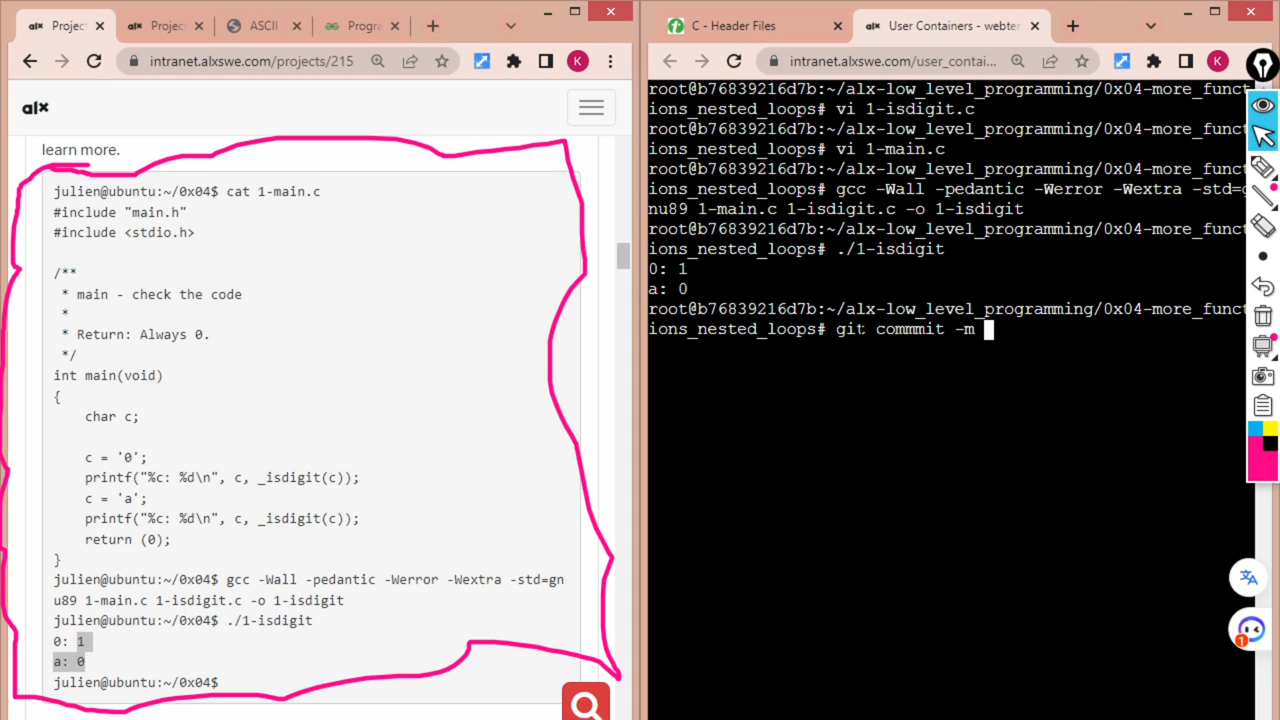 Projec
Projec
ASCII
Progra
intranet.alxswe.com/projects/215
K
alx
learn more.
julien@ubuntu:~/0x04$ cat 1-main.c
#include "main.h"
#include <stdio.h>
/**
* main - check the code
*
* Return: Always 0.
*/
int main(void)
{
char c;
c = '0';
printf("%c: %d\n", c, _isdigit(c));
c = 'a';
printf("%c: %d\n", c, _isdigit(c));
return (0);
}
julien@ubuntu:~/0x04$ gcc -Wall -pedantic -Werror -Wextra -std=gn
u89 1-main.c 1-isdigit.c -o 1-isdigit
julien@ubuntu:~/0x04$ ./1-isdigit
0: 1
a: 0
julien@ubuntu:~/0x04$
C - Header Files
User Containers - webter
intranet.alxswe.com/user_contai...
K
root@b76839216d7b:~/alx-low_level_programming/0x04-more_funct
ions_nested_loops# vi 1-isdigit.c
root@b76839216d7b:~/alx-low_level_programming/0x04-more_funct
ions_nested_loops# vi 1-main.c
root@b76839216d7b:~/alx-low_level_programming/0x04-more_funct
ions_nested_loops# gcc -Wall -pedantic -Werror -Wextra -std=g
nu89 1-main.c 1-isdigit.c -o 1-isdigit
root@b76839216d7b:~/alx-low_level_programming/0x04-more_funct
ions_nested_loops# ./1-isdigit
0: 1
a: 0
root@b76839216d7b:~/alx-low_level_programming/0x04-more_funct
ions_nested_loops# git commmit -m
1